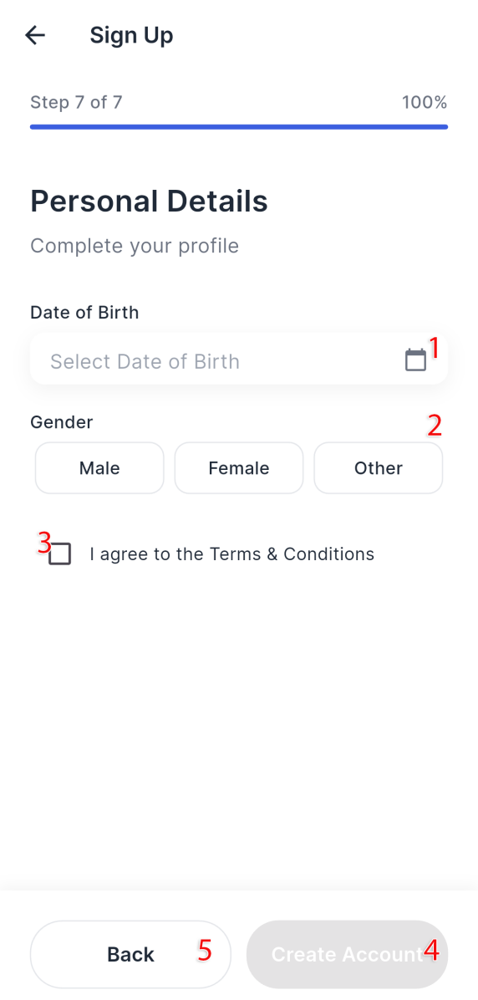 Sign Up
Step 7 of 7 100%
Personal Details
Complete your profile
Date of Birth
Select Date of Birth 1
Gender 2
Male Female Other
3 I agree to the Terms & Conditions
Back 5 Create Account 4